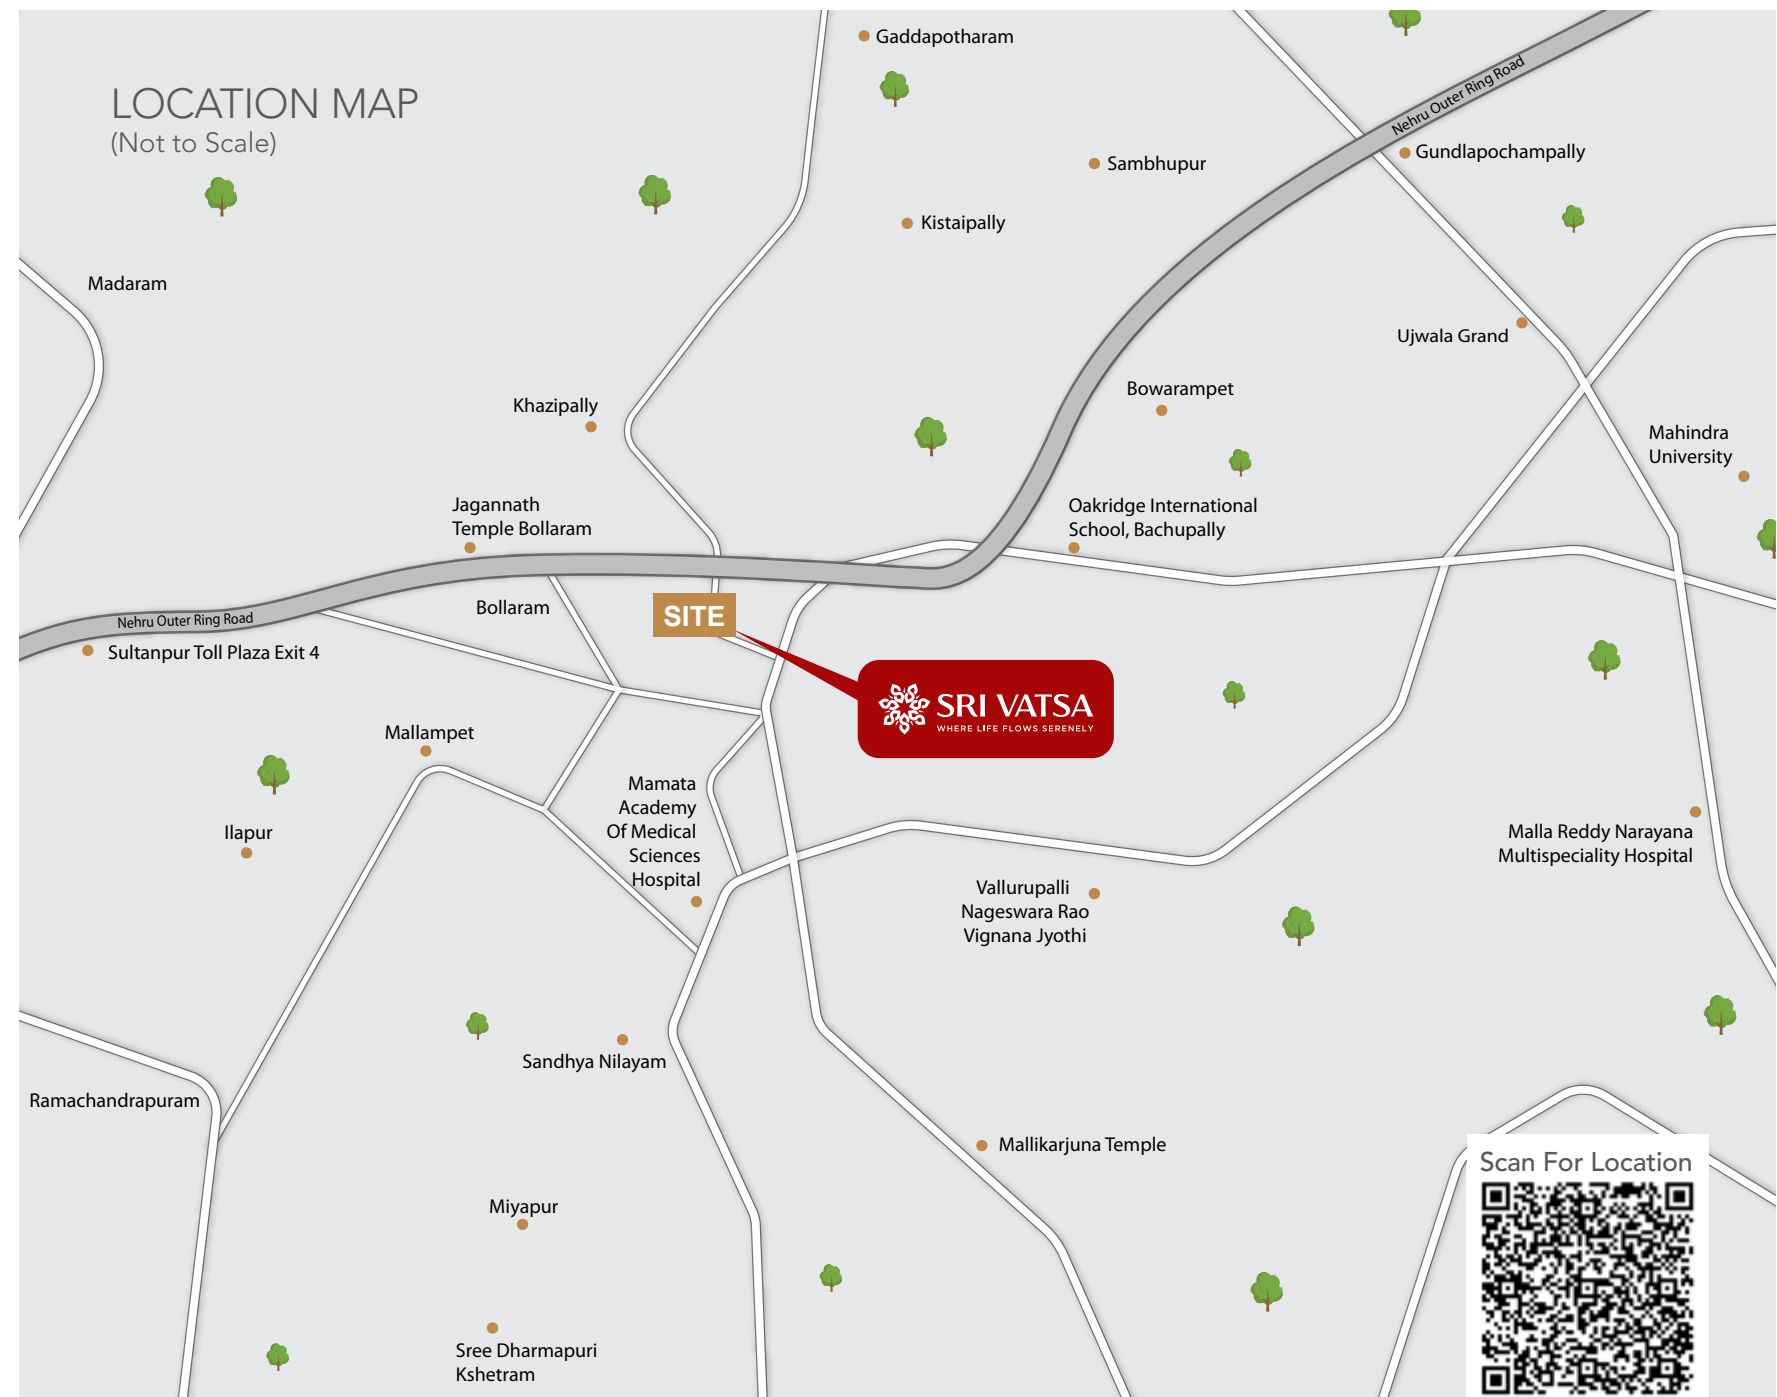 LOCATION MAP
(Not to Scale)
Gaddapotharam
Nehru Outer Ring Road
Gundlapochampally
Sambhupur
Kistaipally
Madaram
Ujwala Grand
Bowarampet
Khazipally
Mahindra
University
Jagannath
Temple Bollaram
Oakridge International
School, Bachupally
Bollaram
SITE
Nehru Outer Ring Road
Sultanpur Toll Plaza Exit 4
SRI VATSA
WHERE LIFE FLOWS SERENELY
Mallampet
Mamata
Academy
Of Medical
Sciences
Hospital
Ilapur
Malla Reddy Narayana
Multispeciality Hospital
Vallurupalli
Nageswara Rao
Vignana Jyothi
Sandhya Nilayam
Ramachandrapuram
Mallikarjuna Temple
Scan For Location
Miyapur
Sree Dharmapuri
Kshetram